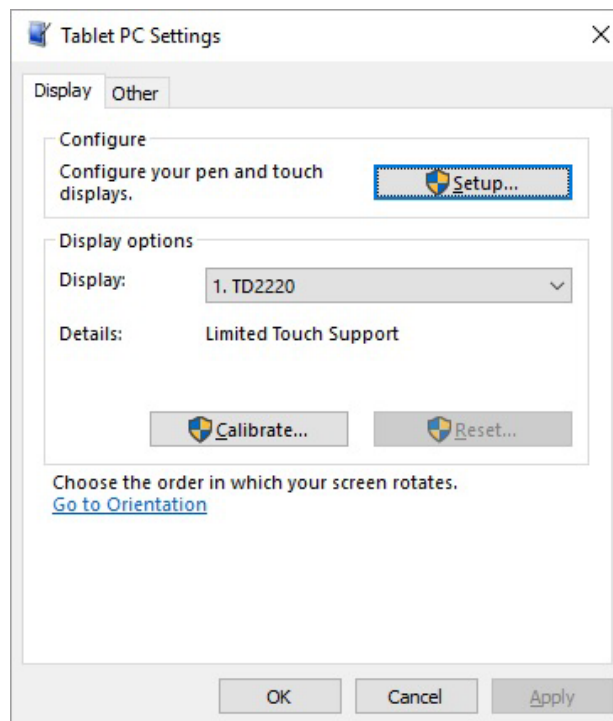 Tablet PC Settings
Display
Other
Configure
Configure your pen and touch
displays.
Setup...
Display options
Display:
1. TD2220
Details:
Limited Touch Support
Calibrate...
Reset...
Choose the order in which your screen rotates.
Go to Orientation
OK
Cancel
Apply